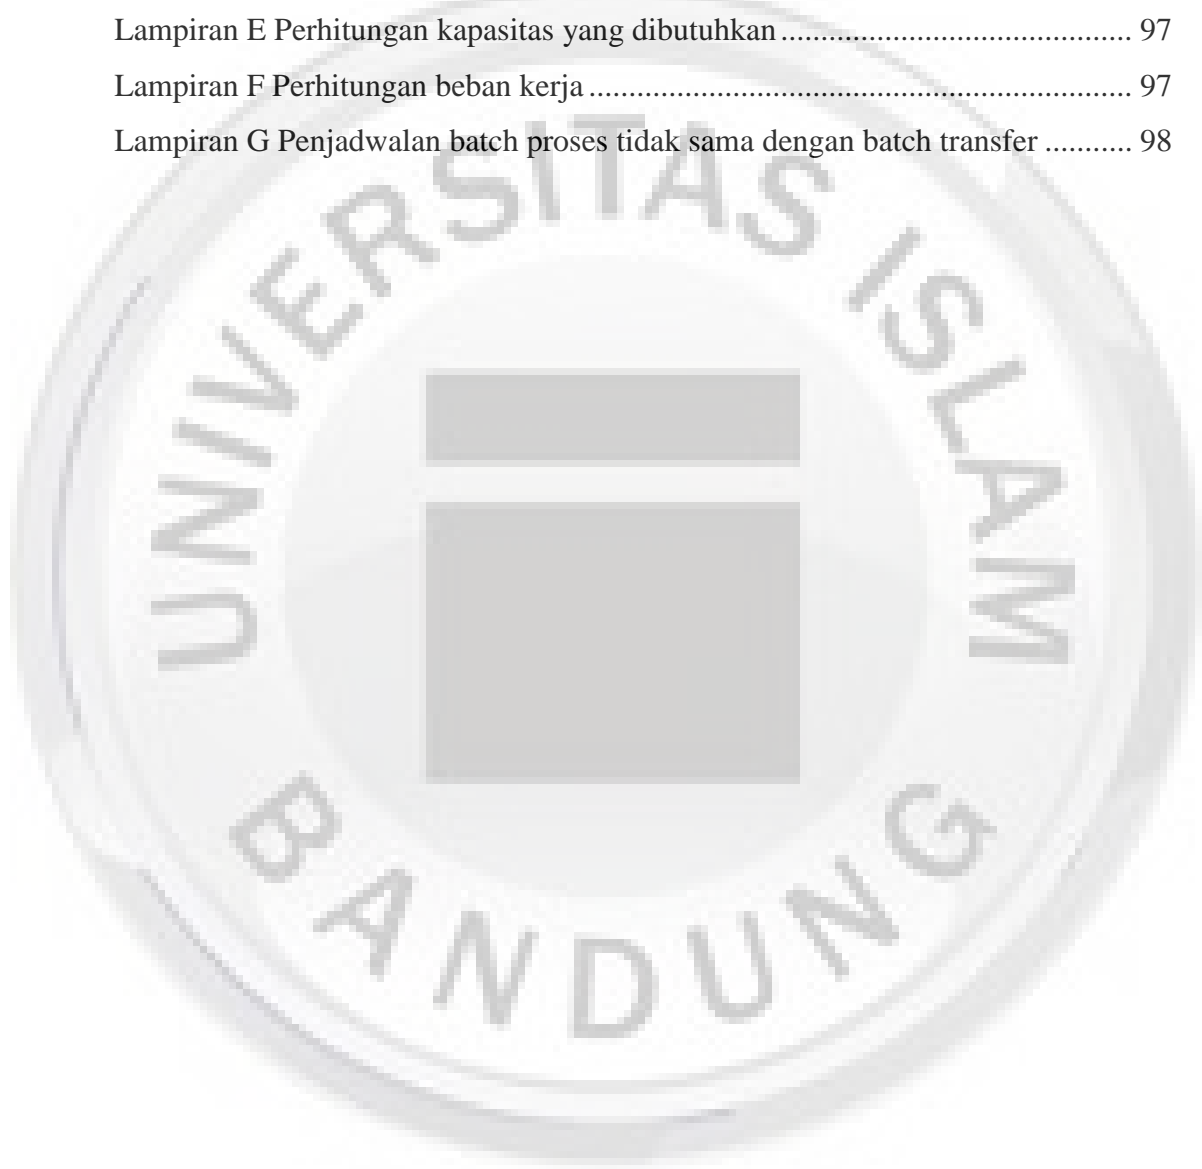 Lampiran E Perhitungan kapasitas yang dibutuhkan ........................................... 97
Lampiran F Perhitungan beban kerja .................................................................... 97
Lampiran G Penjadwalan batch proses tidak sama dengan batch transfer ........... 98
UNIVERSITAS ISLAM
BANDUNG